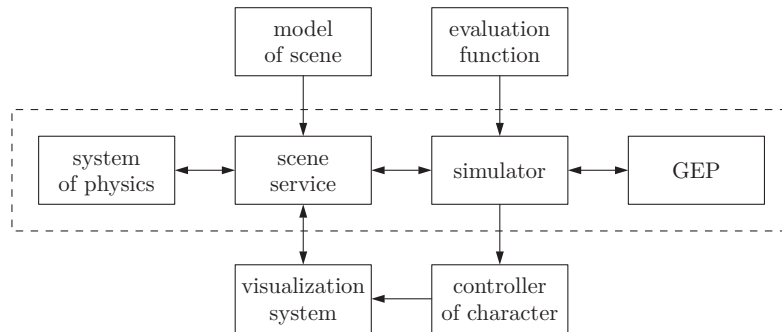 model
of scene
evaluation
function
system
of physics
scene
service
simulator
GEP
visualization
system
controller
of character